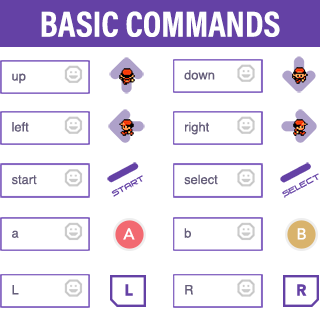 BASIC COMMANDS
up down
left right
start START select SELECT
a A b B
L L R R